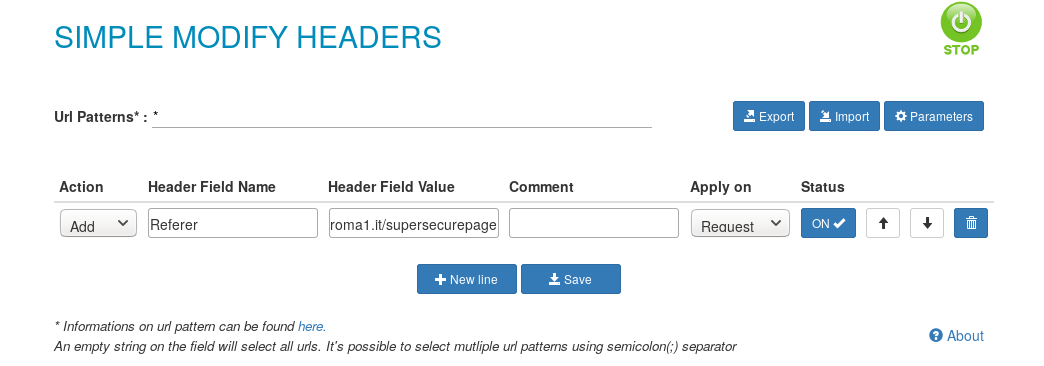 SIMPLE MODIFY HEADERS
STOP
Url Patterns* : *
Export Import Parameters
Action Header Field Name Header Field Value Comment Apply on Status
Add Referer roma1.it/supersecurepage Request ON
New line Save
* Informations on url pattern can be found here.
An empty string on the field will select all urls. It's possible to select mutliple url patterns using semicolon(;) separator
About